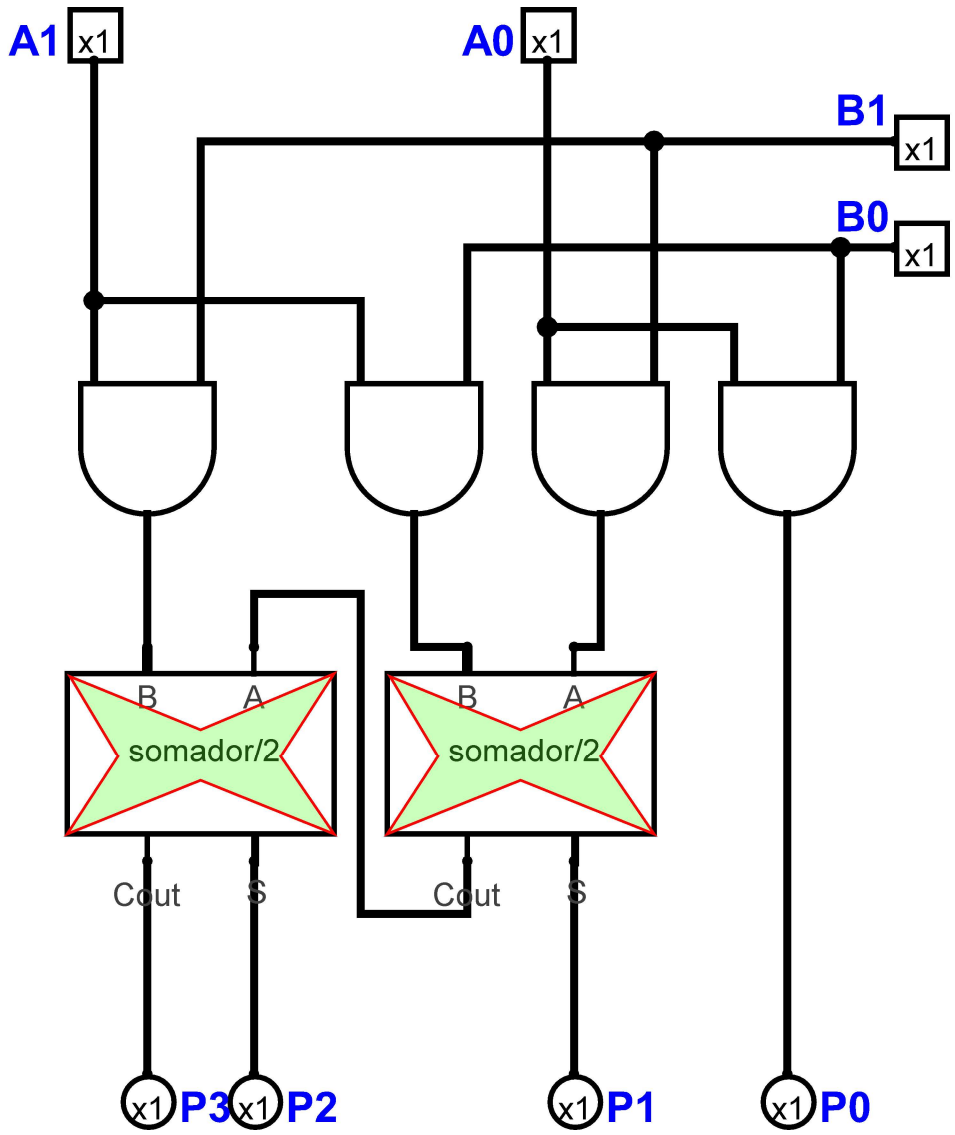 A1 x1 A0 x1
B1
x1
B0
x1
B A B A
somador/2 somador/2
Cout S Cout S
x1 P3 x1 P2 x1 P1 x1 P0